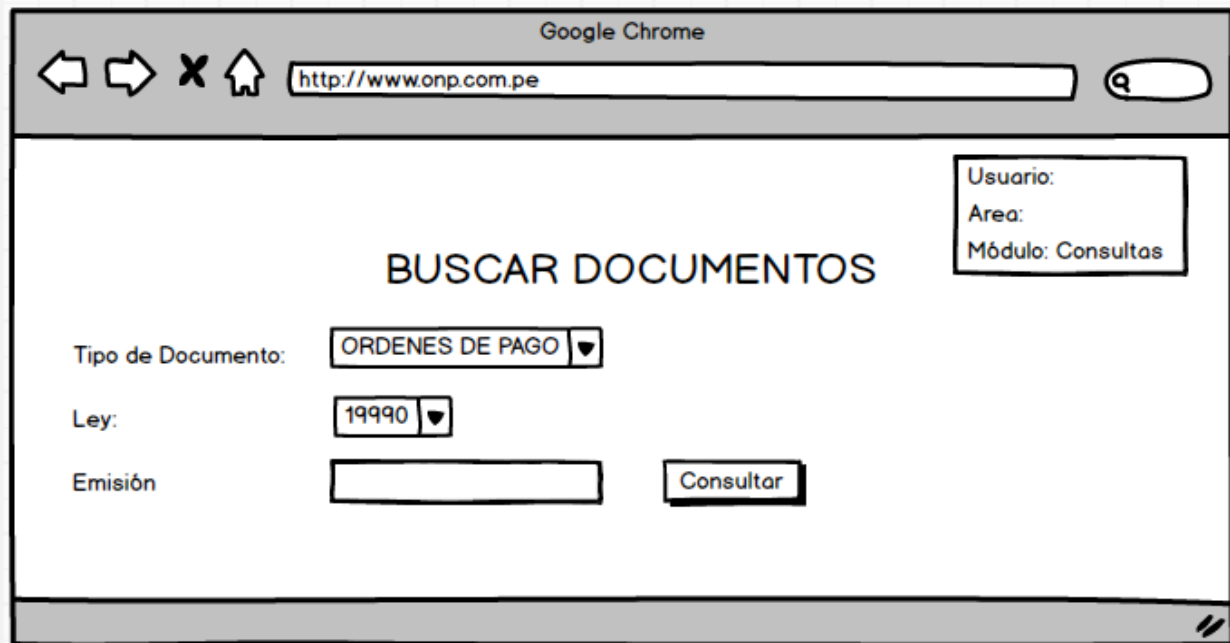 Google Chrome
http://www.onp.com.pe
Usuario:
Area:
Módulo: Consultas
BUSCAR DOCUMENTOS
Tipo de Documento: ORDENES DE PAGO
Ley: 19990
Emisión Consultar